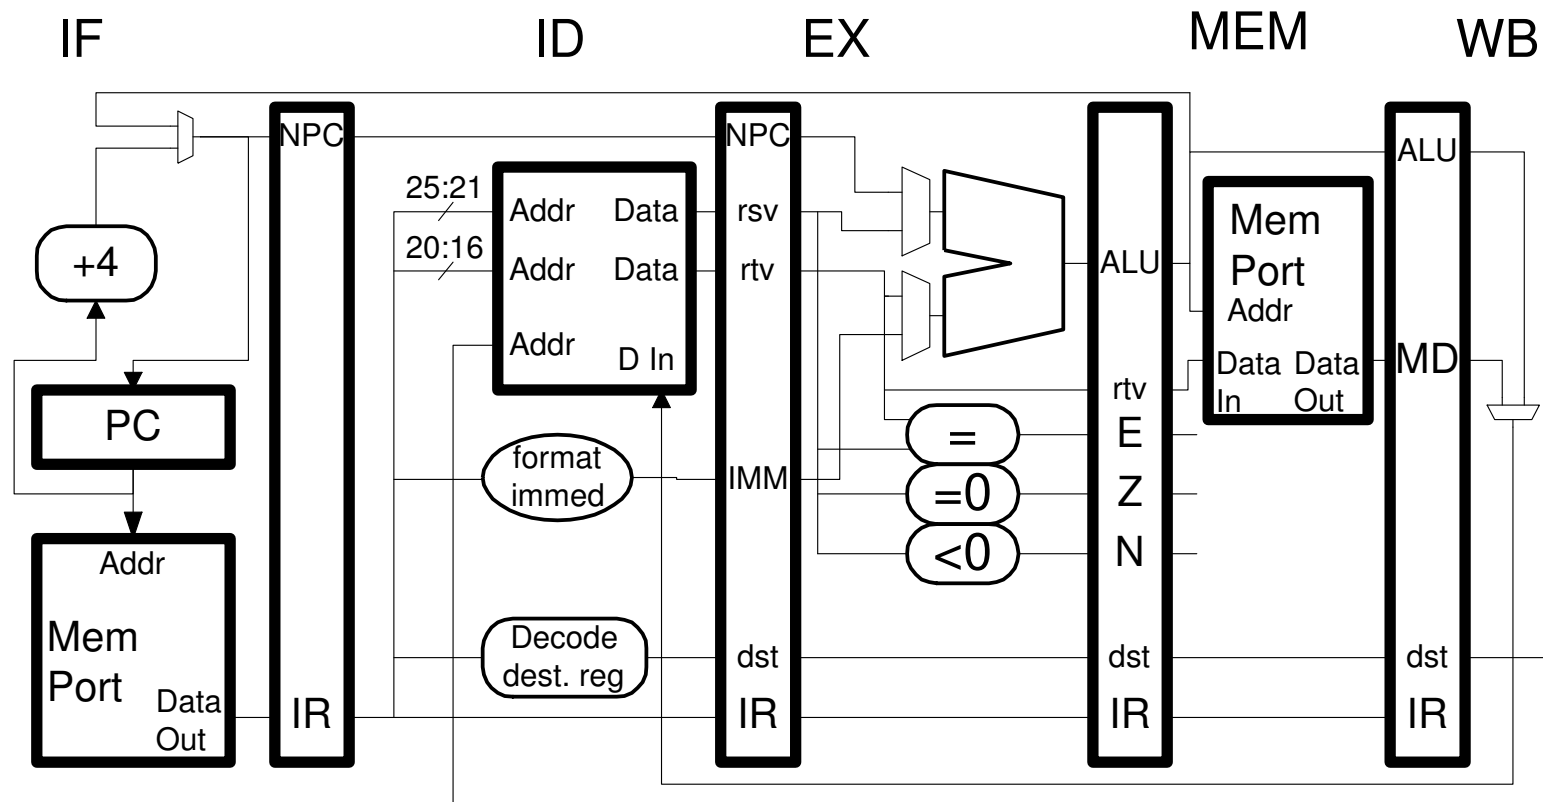 IF
ID
EX
MEM
WB
NPC
+4
PC
Addr
Mem
Port
Data
Out
IR
25:21
20:16
Addr
Data
Addr
Data
Addr
D In
format
immed
Decode
dest. reg
NPC
rsv
rtv
IMM
dst
IR
=
=0
<0
ALU
rtv
E
Z
N
dst
IR
Mem
Port
Addr
Data
In
Data
Out
ALU
MD
dst
IR